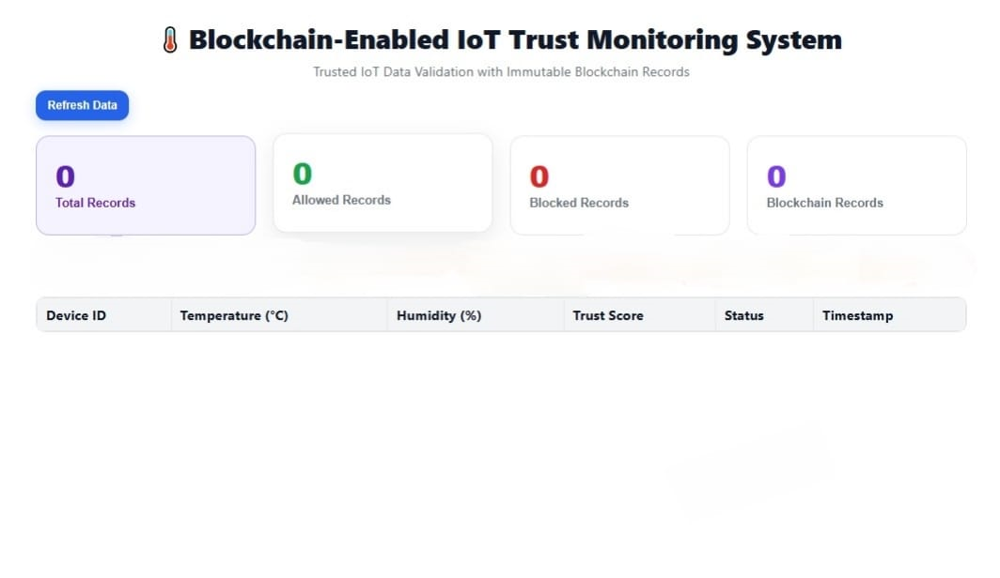 Blockchain-Enabled IoT Trust Monitoring System
Trusted IoT Data Validation with Immutable Blockchain Records
Refresh Data
0
Total Records
0
Allowed Records
0
Blocked Records
0
Blockchain Records
Device ID Temperature (°C) Humidity (%) Trust Score Status Timestamp